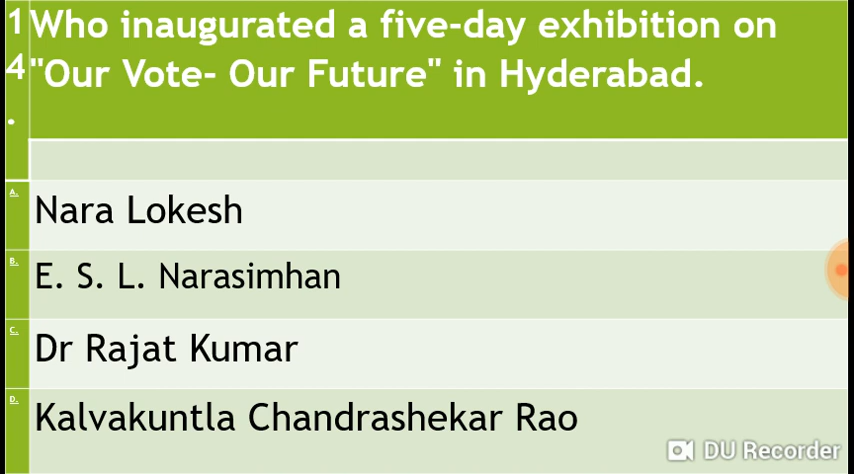 14.
Who inaugurated a five-day exhibition on
"Our Vote- Our Future" in Hyderabad.
A. Nara Lokesh
B. E. S. L. Narasimhan
C. Dr Rajat Kumar
D. Kalvakuntla Chandrashekar Rao
DU Recorder